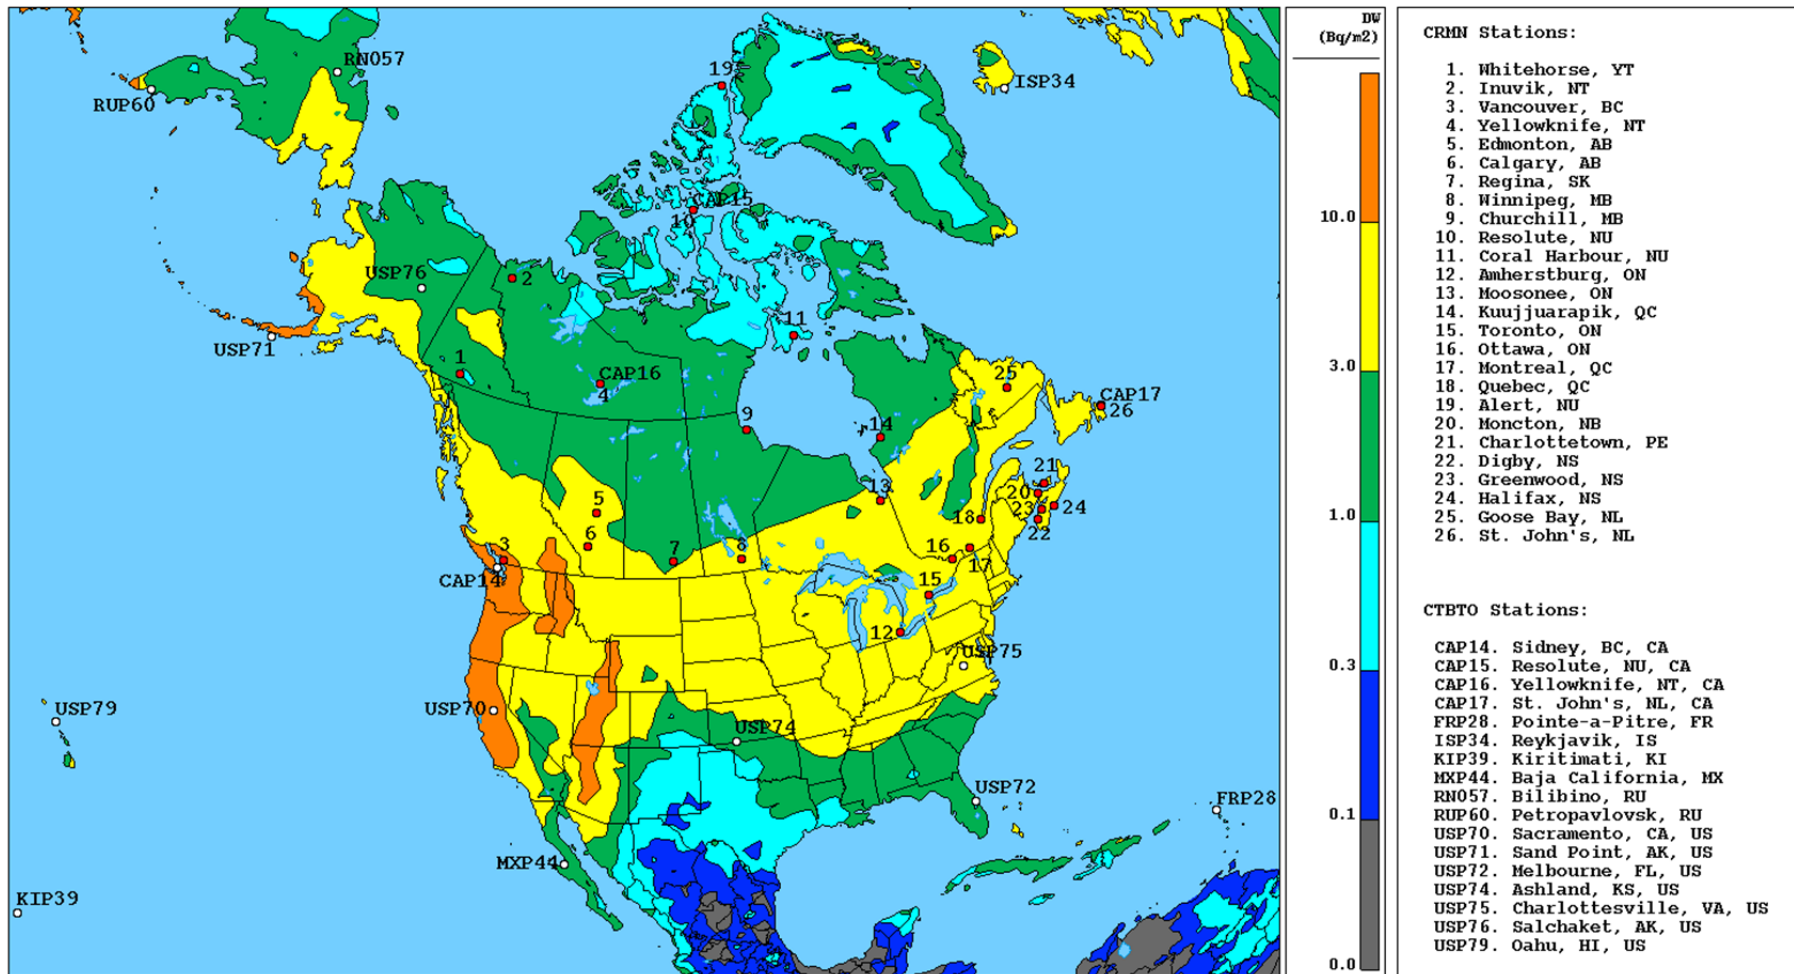 RN057
RUP60
19
ISP34
CAP15
10
USP76
2
USP71
11
1
CAP16
4
25
CAP17
26
9
14
21
13
20
5
23
24
18
22
6
7
8
16
3
17
CAP14
15
12
USP75
USP79
USP70
USP74
USP72
FRP28
MXP44
KIP39
DW
(Bq/m2)
10.0
3.0
1.0
0.3
0.1
0.0
CRMN Stations:
1. Whitehorse, YT
2. Inuvik, NT
3. Vancouver, BC
4. Yellowknife, NT
5. Edmonton, AB
6. Calgary, AB
7. Regina, SK
8. Winnipeg, MB
9. Churchill, MB
10. Resolute, NU
11. Coral Harbour, NU
12. Amherstburg, ON
13. Moosonee, ON
14. Kuujjuarapik, QC
15. Toronto, ON
16. Ottawa, ON
17. Montreal, QC
18. Quebec, QC
19. Alert, NU
20. Moncton, NB
21. Charlottetown, PE
22. Digby, NS
23. Greenwood, NS
24. Halifax, NS
25. Goose Bay, NL
26. St. John's, NL
CTBTO Stations:
CAP14. Sidney, BC, CA
CAP15. Resolute, NU, CA
CAP16. Yellowknife, NT, CA
CAP17. St. John's, NL, CA
FRP28. Pointe-a-Pitre, FR
ISP34. Reykjavik, IS
KIP39. Kiritimati, KI
MXP44. Baja California, MX
RN057. Bilibino, RU
RUP60. Petropavlovsk, RU
USP70. Sacramento, CA, US
USP71. Sand Point, AK, US
USP72. Melbourne, FL, US
USP74. Ashland, KS, US
USP75. Charlottesville, VA, US
USP76. Salchaket, AK, US
USP79. Oahu, HI, US